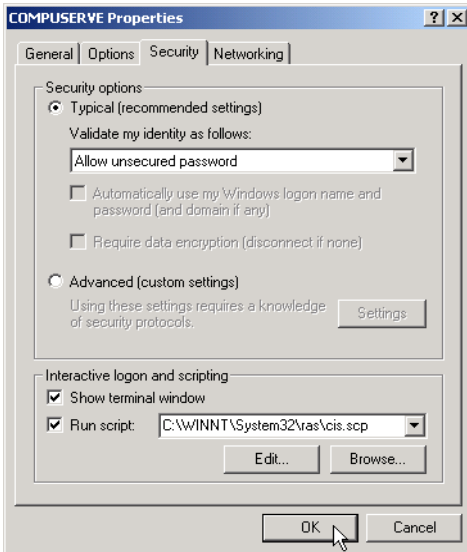 COMPUSERVE Properties
General Options Security Networking
Security options
Typical (recommended settings)
Validate my identity as follows:
Allow unsecured password
Automatically use my Windows logon name and
password (and domain if any)
Require data encryption (disconnect if none)
Advanced (custom settings)
Using these settings requires a knowledge
of security protocols.
Settings
Interactive logon and scripting
Show terminal window
Run script: C:\WINNT\System32\ras\cis.scp
Edit... Browse...
OK Cancel